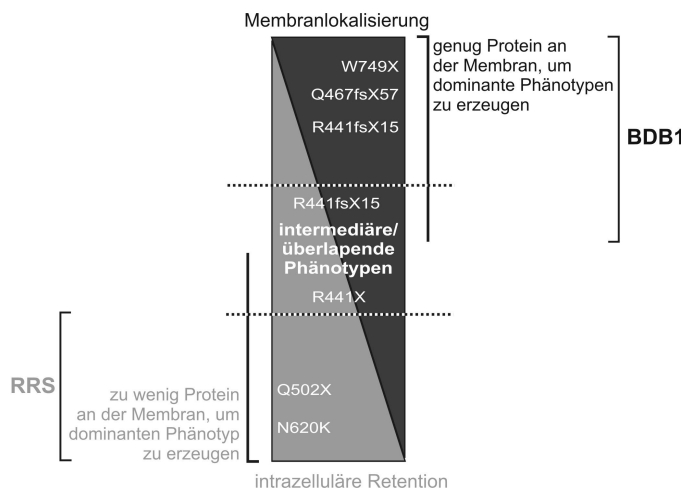 Membranlokalisierung
genug Protein an
der Membran, um
dominante Phänotypen
zu erzeugen
BDB1
W749X
Q467fsX57
R441fsX15
R441fsX15
intermediäre/
überlapende
Phänotypen
R441X
RRS
zu wenig Protein
an der Membran, um
dominanten Phänotyp
zu erzeugen
Q502X
N620K
intrazelluläre Retention